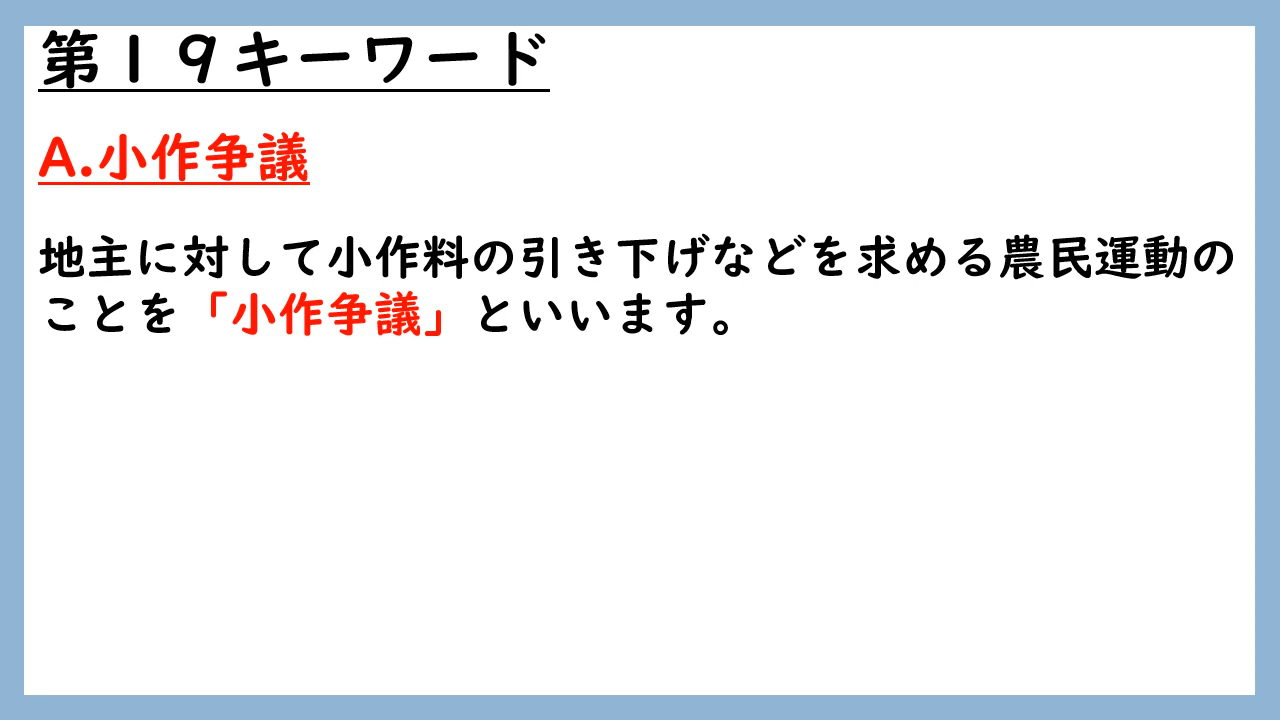 第１９キーワード
A.小作争議
地主に対して小作料の引き下げなどを求める農民運動の
ことを「小作争議」といいます。